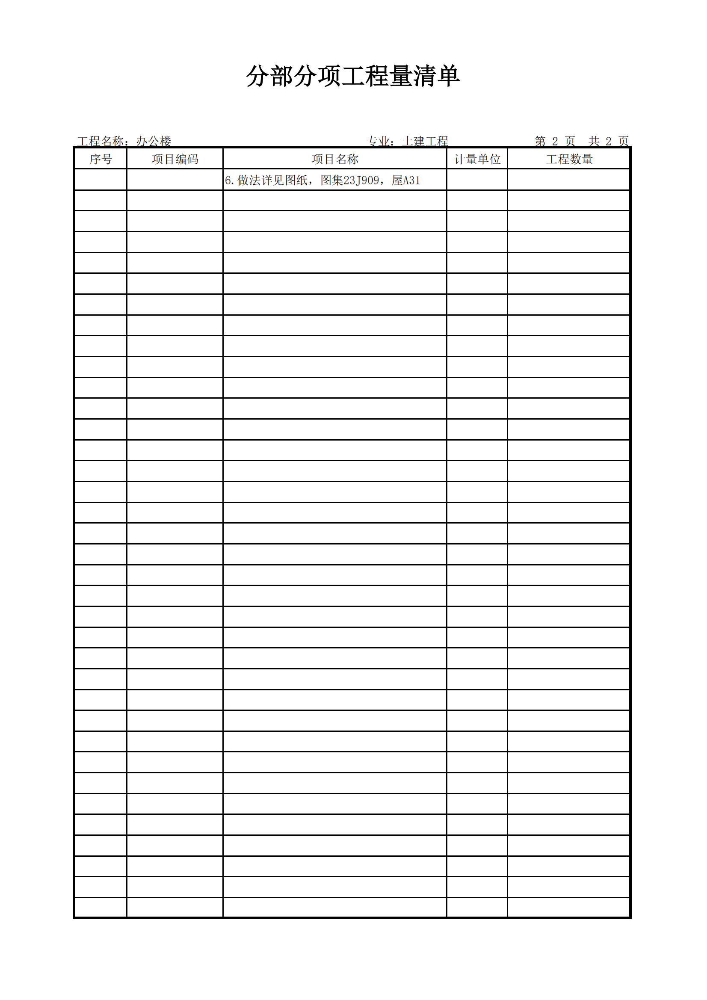 分部分项工程量清单
工程名称：办公楼 专业：土建工程 第 2 页 共 2 页
序号 项目编码 项目名称 计量单位 工程数量
6.做法详见图纸，图集23J909，屋A31